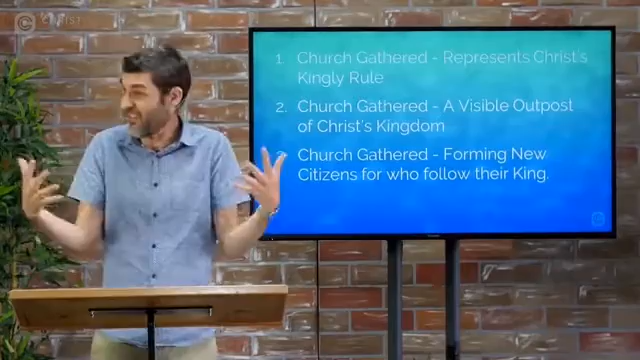 CHRIST
1. Church Gathered - Represents Christ's
Kingly Rule
2. Church Gathered - A Visible Outpost
of Christ's Kingdom
Church Gathered - Forming New
Citizens for who follow their King.